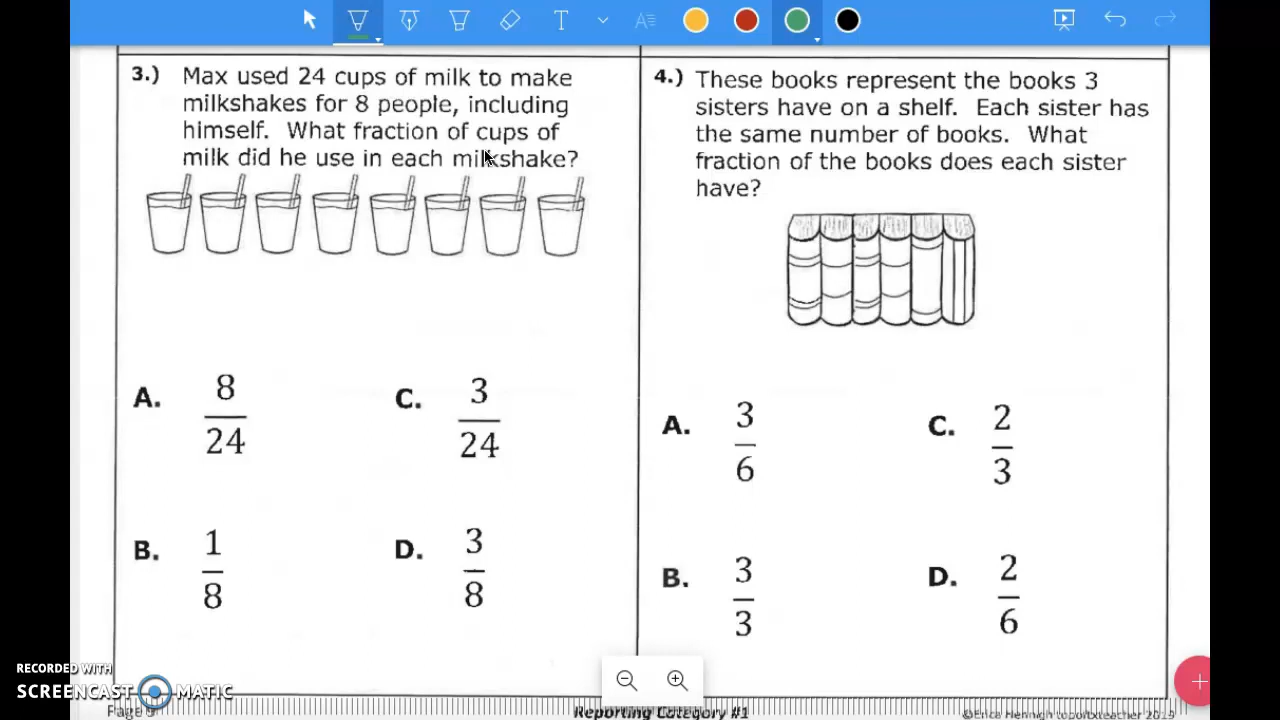 3.) Max used 24 cups of milk to make
milkshakes for 8 people, including
himself. What fraction of cups of
milk did he use in each milkshake?
A. 8/24
C. 3/24
B. 1/8
D. 3/8
4.) These books represent the books 3
sisters have on a shelf. Each sister has
the same number of books. What
fraction of the books does each sister
have?
A. 3/6
C. 2/3
B. 3/3
D. 2/6
RECORDED WITH
SCREENCAST MATIC
Page
Reporting Category #1
©Erica Hennigh 2019